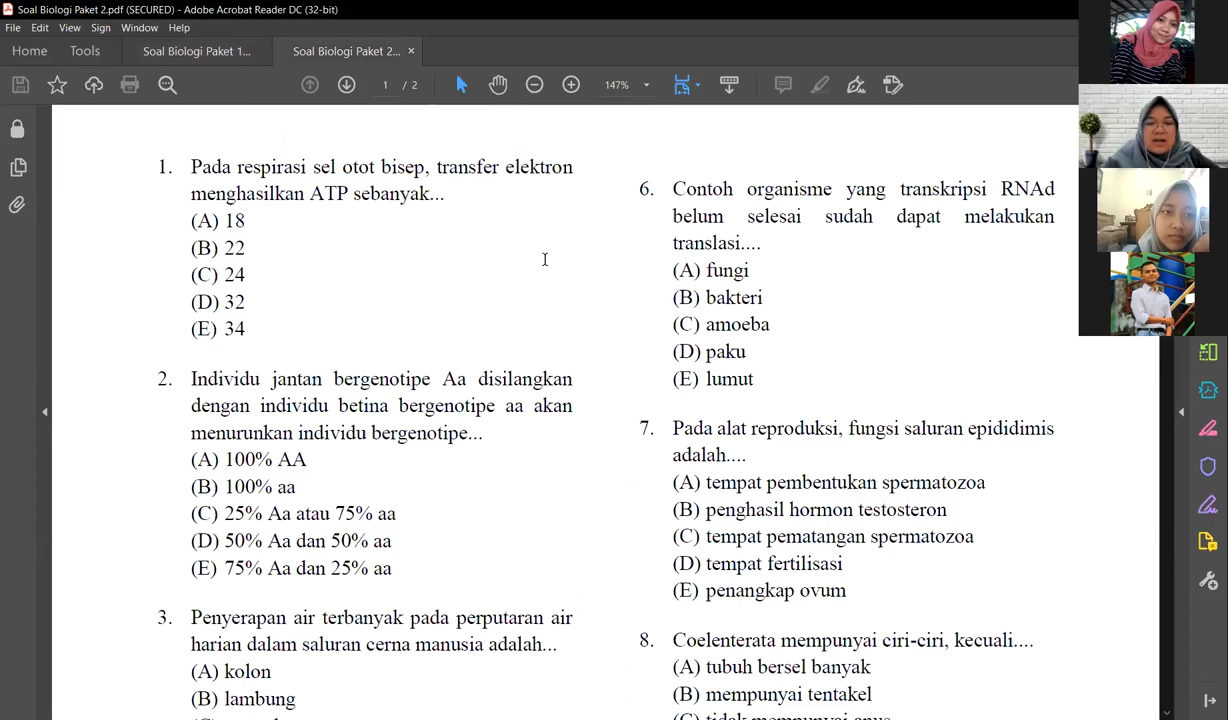 Soal Biologi Paket 2.pdf (SECURED) - Adobe Acrobat Reader DC (32-bit)
File Edit View Sign Window Help
Home Tools Soal Biologi Paket 1... Soal Biologi Paket 2... ×
1 / 2 147%
1. Pada respirasi sel otot bisep, transfer elektron
menghasilkan ATP sebanyak...
(A) 18
(B) 22
(C) 24
(D) 32
(E) 34
2. Individu jantan bergenotipe Aa disilangkan
dengan individu betina bergenotipe aa akan
menurunkan individu bergenotipe...
(A) 100% AA
(B) 100% aa
(C) 25% Aa atau 75% aa
(D) 50% Aa dan 50% aa
(E) 75% Aa dan 25% aa
3. Penyerapan air terbanyak pada perputaran air
harian dalam saluran cerna manusia adalah...
(A) kolon
(B) lambung
6. Contoh organisme yang transkripsi RNAd
belum selesai sudah dapat melakukan
translasi....
(A) fungi
(B) bakteri
(C) amoeba
(D) paku
(E) lumut
7. Pada alat reproduksi, fungsi saluran epididimis
adalah....
(A) tempat pembentukan spermatozoa
(B) penghasil hormon testosteron
(C) tempat pematangan spermatozoa
(D) tempat fertilisasi
(E) penangkap ovum
8. Coelenterata mempunyai ciri-ciri, kecuali....
(A) tubuh bersel banyak
(B) mempunyai tentakel
(C) tidak mempunyai anus